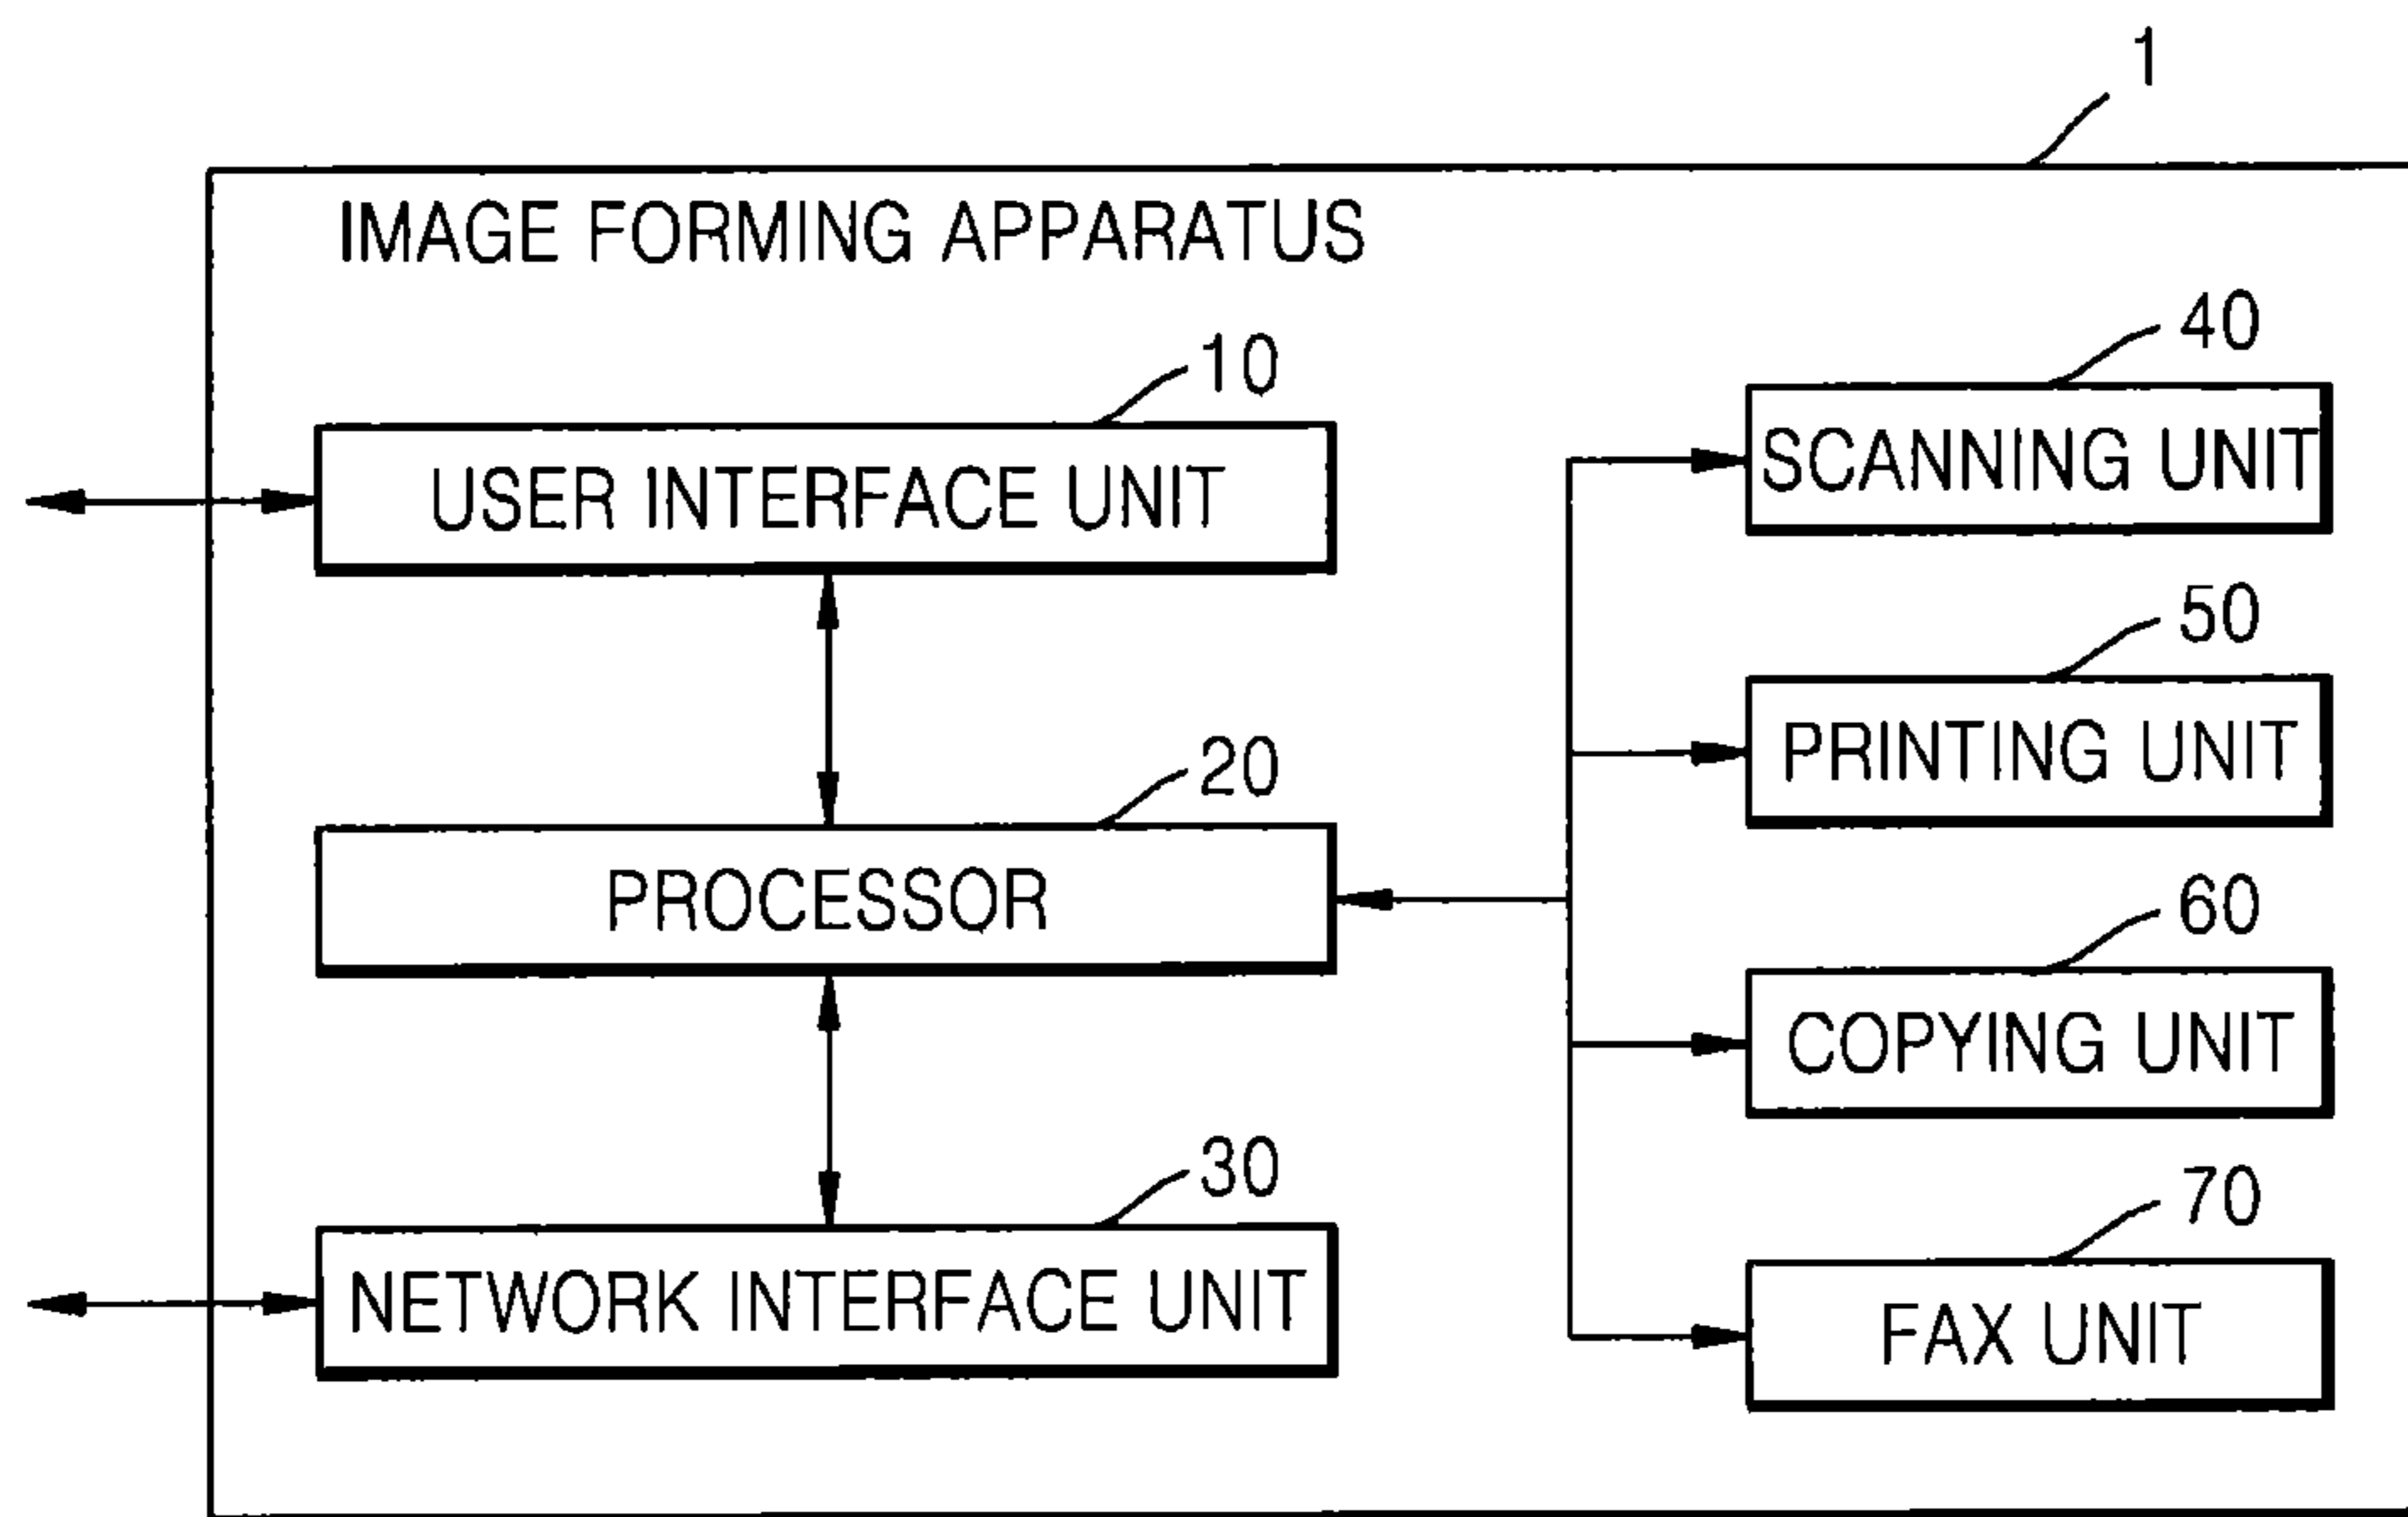 1
IMAGE FORMING APPARATUS
10
USER INTERFACE UNIT
20
PROCESSOR
30
NETWORK INTERFACE UNIT
40
SCANNING UNIT
50
PRINTING UNIT
60
COPYING UNIT
70
FAX UNIT